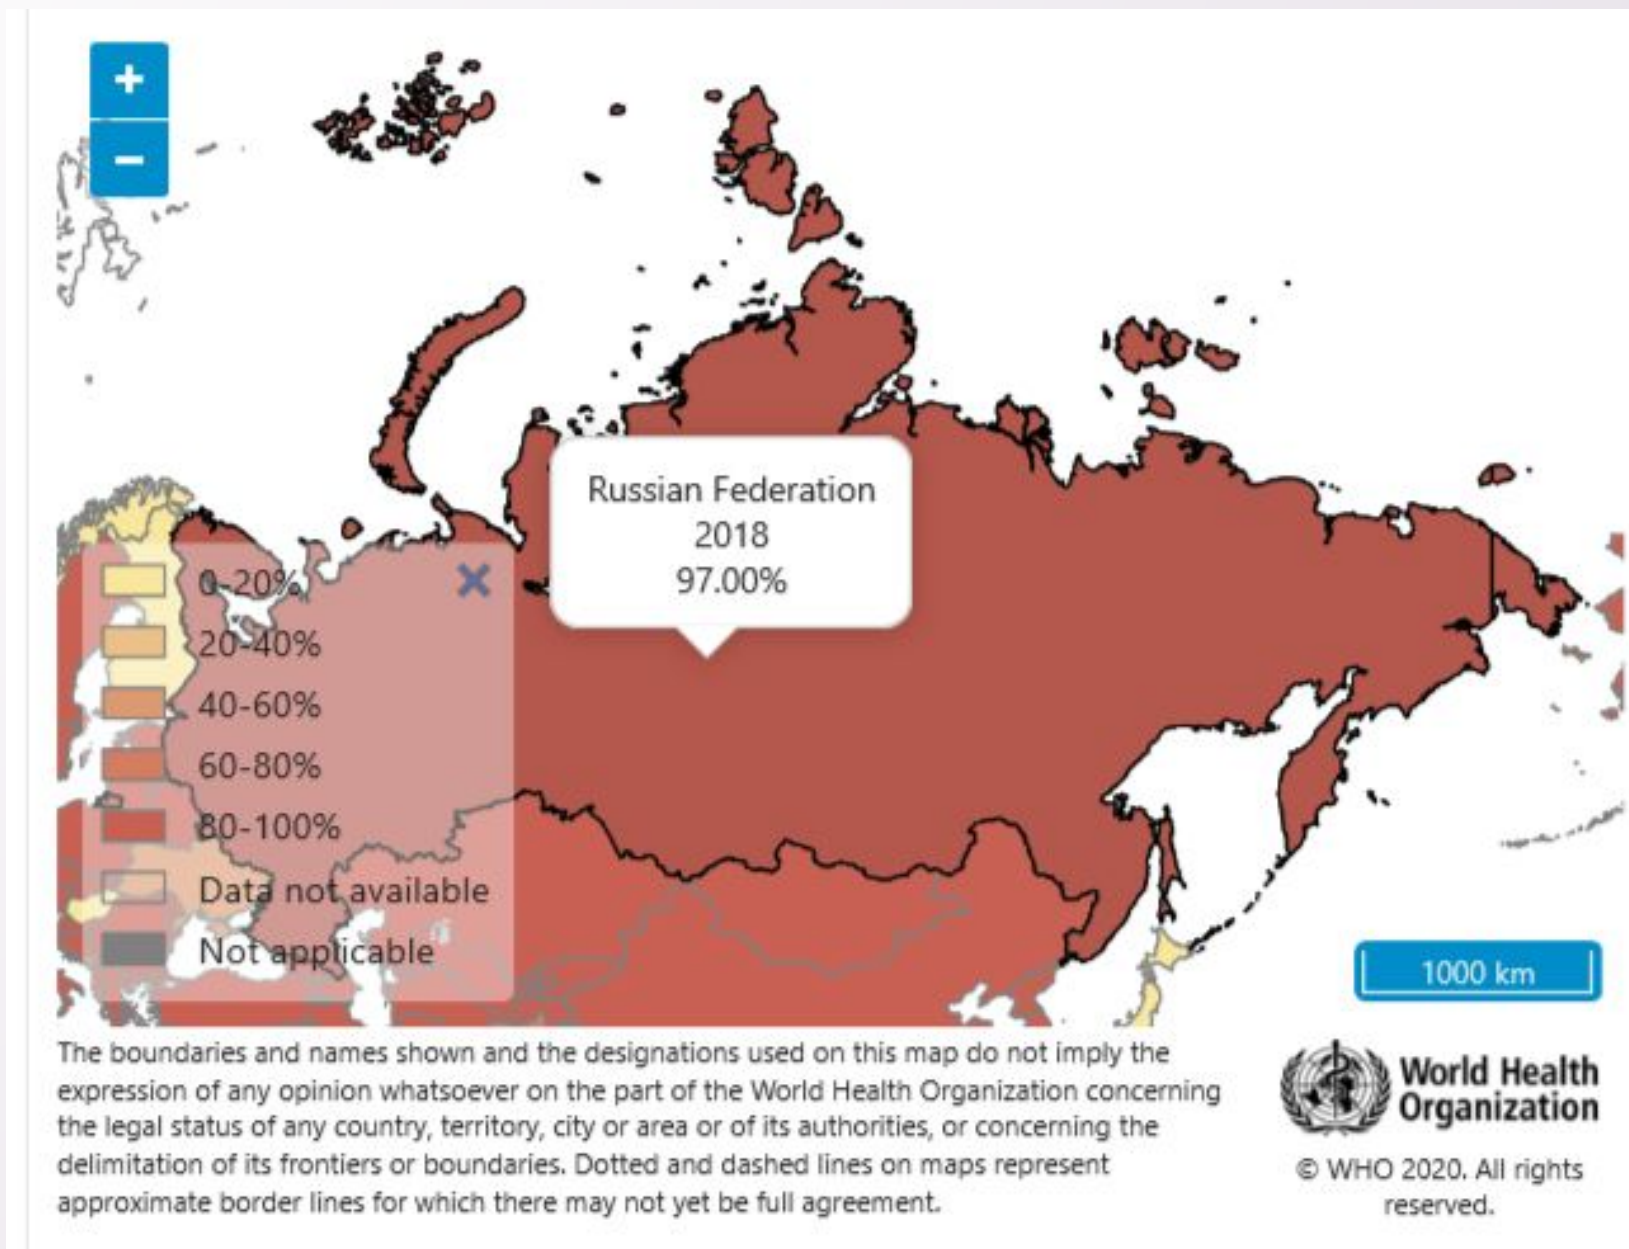 +
−
Russian Federation
2018
97.00%
0-20%
20-40%
40-60%
60-80%
80-100%
Data not available
Not applicable
1000 km
The boundaries and names shown and the designations used on this map do not imply the
expression of any opinion whatsoever on the part of the World Health Organization concerning
the legal status of any country, territory, city or area or of its authorities, or concerning the
delimitation of its frontiers or boundaries. Dotted and dashed lines on maps represent
approximate border lines for which there may not yet be full agreement.
World Health
Organization
© WHO 2020. All rights
reserved.